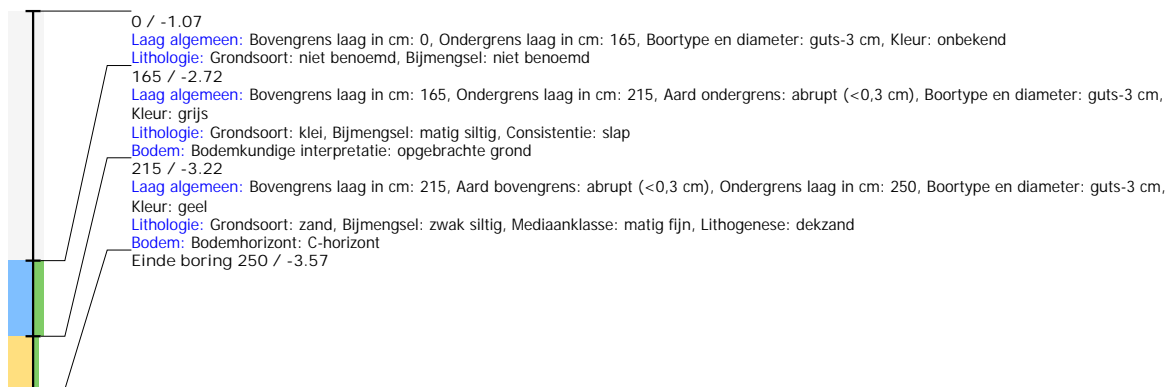 0 / -1.07
Laag algemeen: Bovengrens laag in cm: 0, Ondergrens laag in cm: 165, Boortype en diameter: guts-3 cm, Kleur: onbekend
Lithologie: Grondsoort: niet benoemd, Bijmengsel: niet benoemd
165 / -2.72
Laag algemeen: Bovengrens laag in cm: 165, Ondergrens laag in cm: 215, Aard ondergrens: abrupt (<0,3 cm), Boortype en diameter: guts-3 cm,
Kleur: grijs
Lithologie: Grondsoort: klei, Bijmengsel: matig siltig, Consistentie: slap
Bodem: Bodemkundige interpretatie: opgebrachte grond
215 / -3.22
Laag algemeen: Bovengrens laag in cm: 215, Aard bovengrens: abrupt (<0,3 cm), Ondergrens laag in cm: 250, Boortype en diameter: guts-3 cm,
Kleur: geel
Lithologie: Grondsoort: zand, Bijmengsel: zwak siltig, Mediaanklasse: matig fijn, Lithogenese: dekzand
Bodem: Bodemhorizont: C-horizont
Einde boring 250 / -3.57